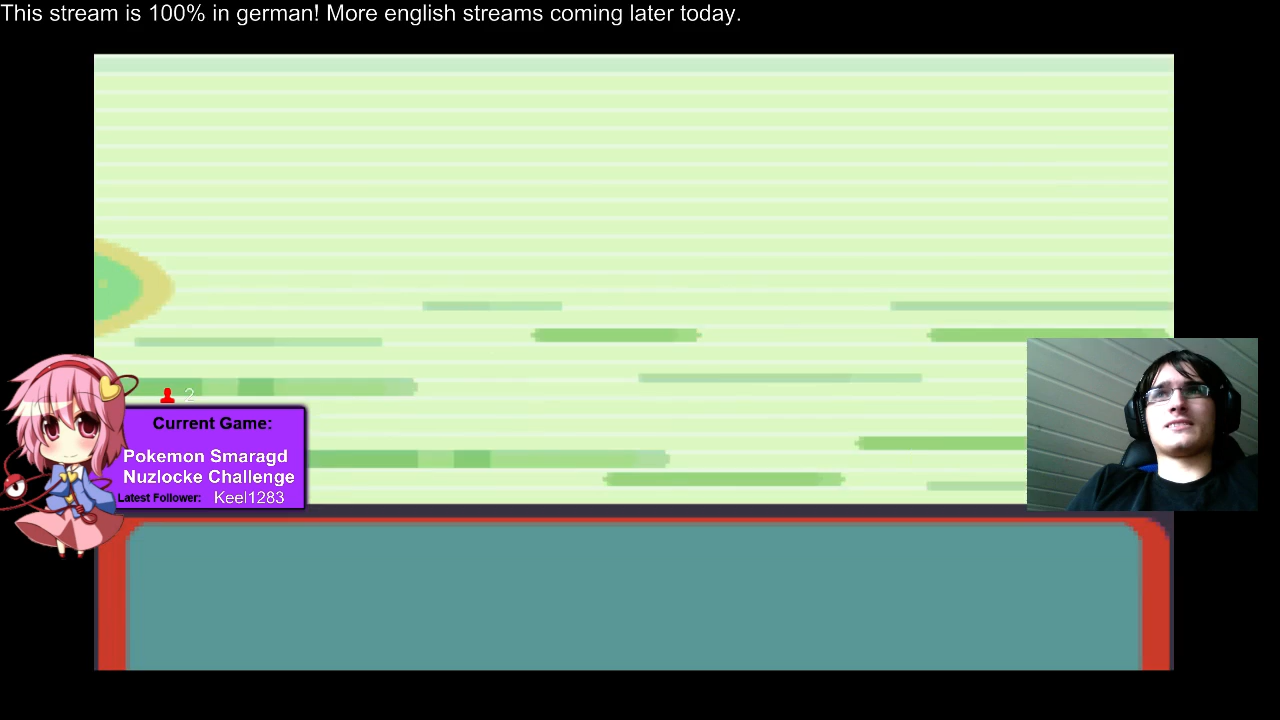 This stream is 100% in german! More english streams coming later today.
2
Current Game:
Pokemon Smaragd
Nuzlocke Challenge
Latest Follower: Keel1283